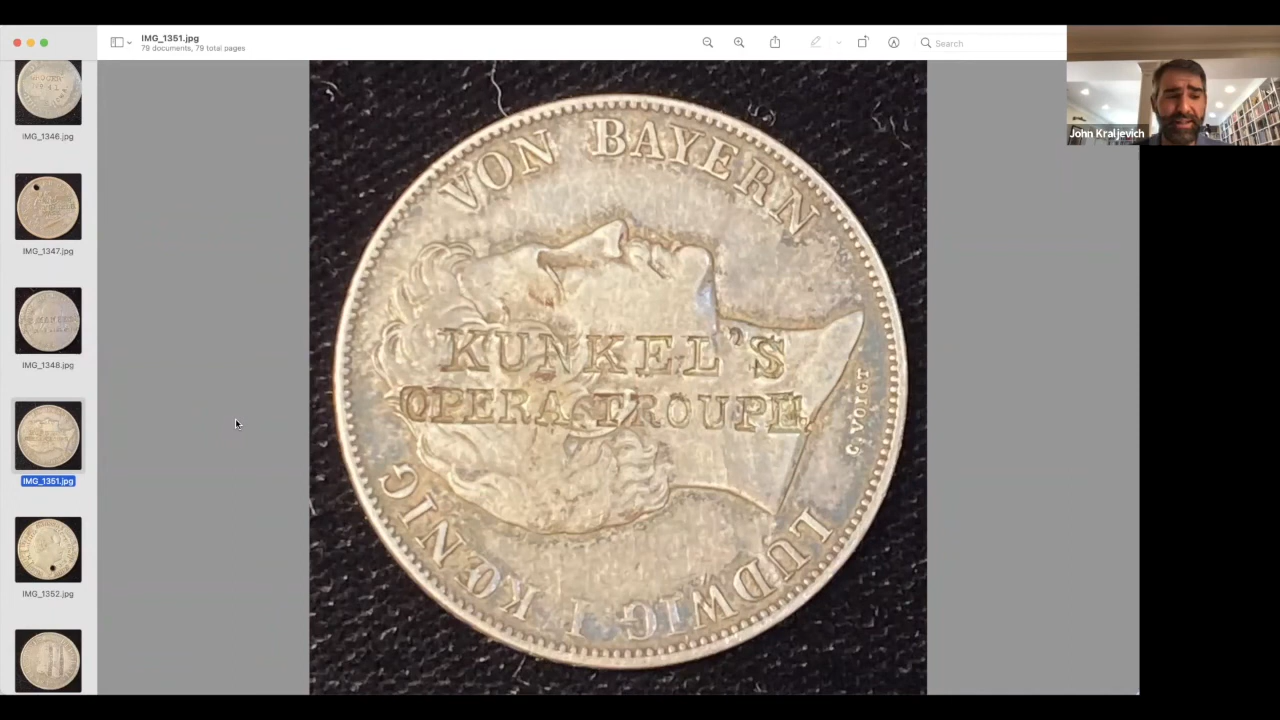 IMG_1351.jpg
79 documents, 79 total pages
Search
John Kraljevich
IMG_1346.jpg
IMG_1347.jpg
IMG_1348.jpg
IMG_1351.jpg
IMG_1352.jpg
VON BAYERN
KUNKEL'S
OPERA TROUPE.
C. VOIGT
LUDWIG I KŒNIG